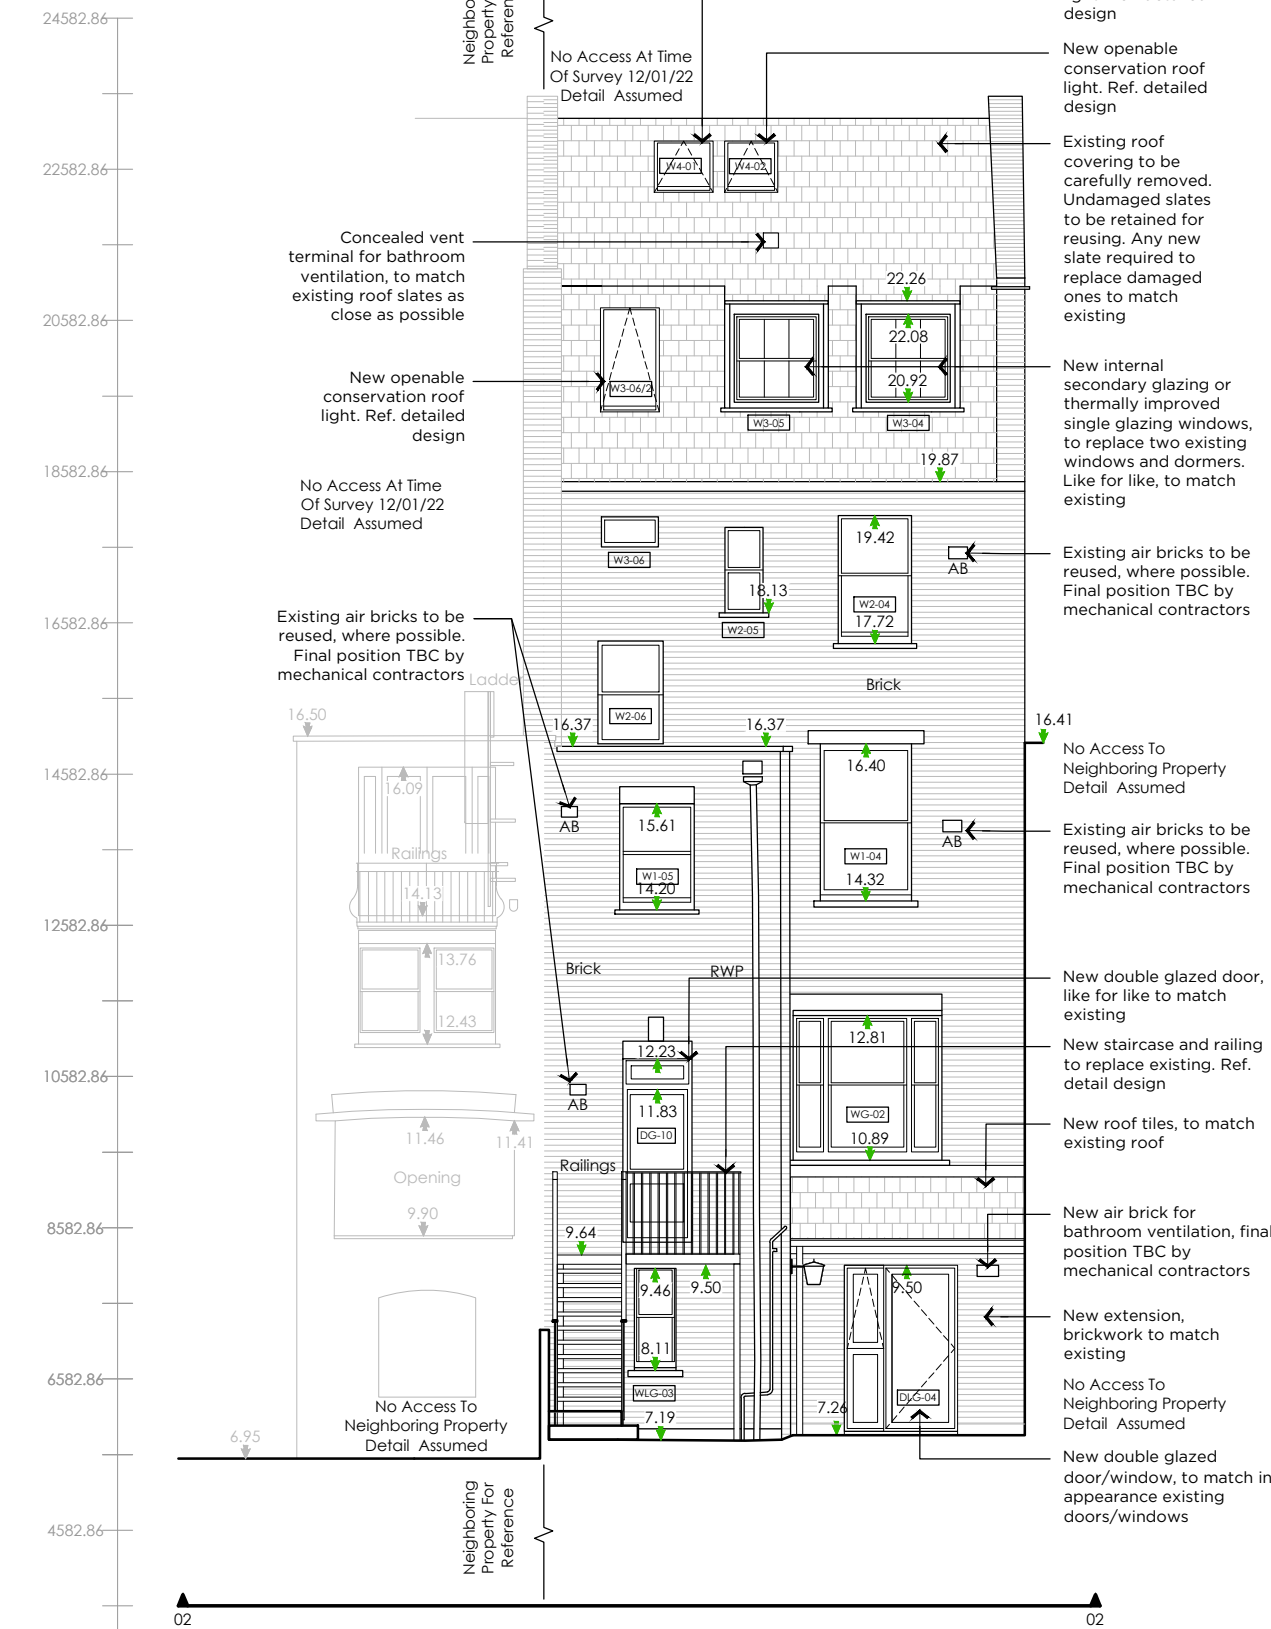 24582.86
22582.86
20582.86
18582.86
16582.86
14582.86
12582.86
10582.86
8582.86
6582.86
4582.86
No Access At Time
Of Survey 12/01/22
Detail Assumed
design
New openable
conservation roof
light. Ref. detailed
design
Existing roof
covering to be
carefully removed.
Undamaged slates
to be retained for
reusing. Any new
slate required to
replace damaged
ones to match
existing
W4-01
W4-02
Concealed vent
terminal for bathroom
ventilation, to match
existing roof slates as
close as possible
22.26
22.08
20.92
New openable
conservation roof
light. Ref. detailed
design
W3-06/2
W3-05
W3-04
New internal
secondary glazing or
thermally improved
single glazing windows,
to replace two existing
windows and dormers.
Like for like, to match
existing
19.87
No Access At Time
Of Survey 12/01/22
Detail Assumed
W3-06
18.13
W2-05
19.42
W2-04
17.72
AB
Existing air bricks to be
reused, where possible.
Final position TBC by
mechanical contractors
Existing air bricks to be
reused, where possible.
Final position TBC by
mechanical contractors
Brick
Ladder
16.50
W2-06
16.37
16.37
16.41
No Access To
Neighboring Property
Detail Assumed
16.09
Railings
14.13
AB
15.61
W1-05
14.20
16.40
W1-04
14.32
AB
Existing air bricks to be
reused, where possible.
Final position TBC by
mechanical contractors
13.76
12.43
Brick
RWP
New double glazed door,
like for like to match
existing
12.81
WG-02
10.89
12.23
11.83
DG-10
AB
New staircase and railing
to replace existing. Ref.
detail design
11.46
11.41
Opening
9.90
Railings
New roof tiles, to match
existing roof
9.64
9.50
9.46
8.11
WLG-03
9.50
DLG-04
New air brick for
bathroom ventilation, final
position TBC by
mechanical contractors
New extension,
brickwork to match
existing
No Access To
Neighboring Property
Detail Assumed
No Access To
Neighboring Property
Detail Assumed
6.95
7.19
7.26
New double glazed
door/window, to match in
appearance existing
doors/windows
Neighboring
Property For
Reference
02
02